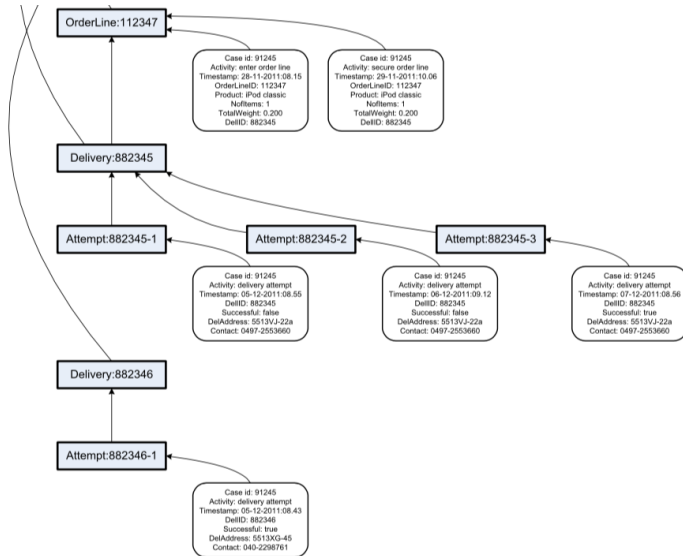 OrderLine:112347
Case id: 91245
Activity: enter order line
Timestamp: 28-11-2011:08.15
OrderLineID: 112347
Product: iPod classic
NofItems: 1
TotalWeight: 0.200
DellID: 882345
Case id: 91245
Activity: secure order line
Timestamp: 29-11-2011:10.06
OrderLineID: 112347
Product: iPod classic
NofItems: 1
TotalWeight: 0.200
DellID: 882345
Delivery:882345
Attempt:882345-1
Attempt:882345-2
Attempt:882345-3
Case id: 91245
Activity: delivery attempt
Timestamp: 05-12-2011:08.55
DellID: 882345
Successful: false
DelAddress: 5513VJ-22a
Contact: 0497-2553660
Case id: 91245
Activity: delivery attempt
Timestamp: 06-12-2011:09.12
DellID: 882345
Successful: false
DelAddress: 5513VJ-22a
Contact: 0497-2553660
Case id: 91245
Activity: delivery attempt
Timestamp: 07-12-2011:08.56
DellID: 882345
Successful: true
DelAddress: 5513VJ-22a
Contact: 0497-2553660
Delivery:882346
Attempt:882346-1
Case id: 91245
Activity: delivery attempt
Timestamp: 05-12-2011:08.43
DellID: 882346
Successful: true
DelAddress: 5513XG-45
Contact: 040-2298761